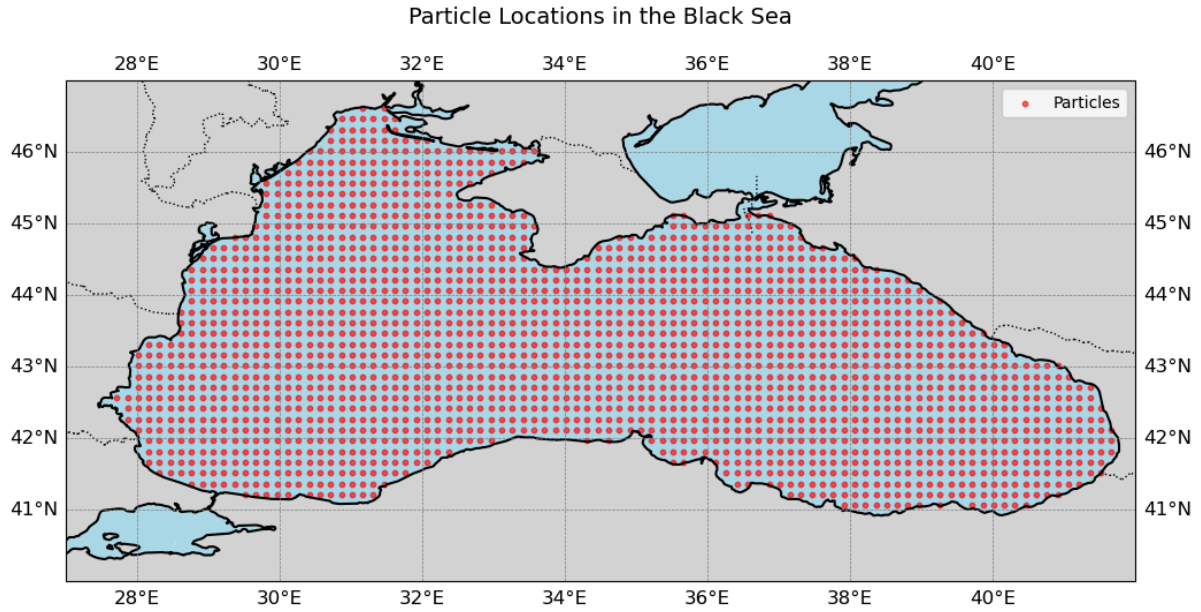 Particle Locations in the Black Sea
28°E 30°E 32°E 34°E 36°E 38°E 40°E
Particles
46°N 46°N
45°N 45°N
44°N 44°N
43°N 43°N
42°N 42°N
41°N 41°N
28°E 30°E 32°E 34°E 36°E 38°E 40°E